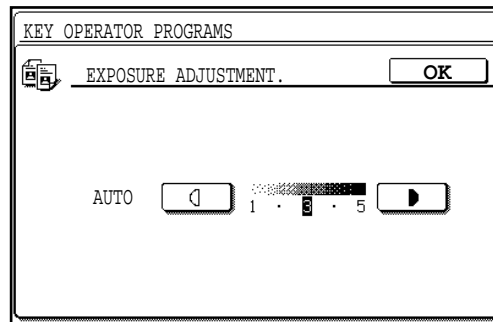 KEY OPERATOR PROGRAMS
EXPOSURE ADJUSTMENT. OK
AUTO 1 · 3 · 5